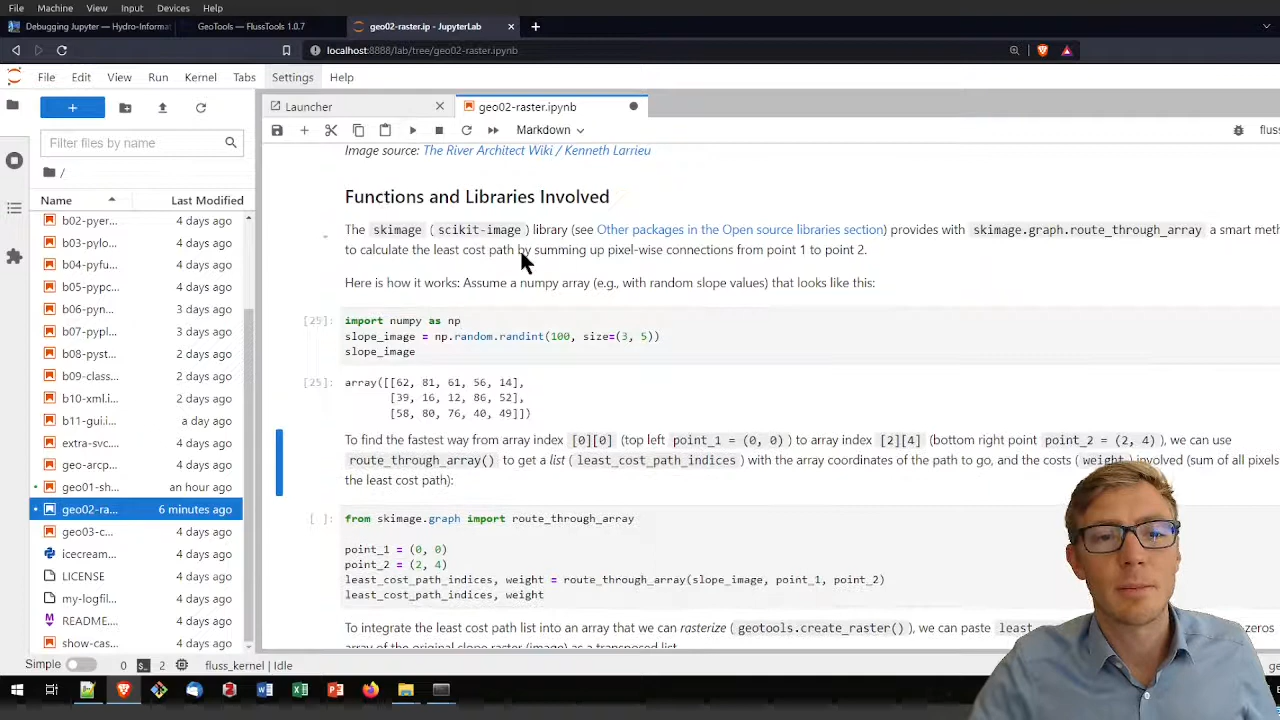 File Machine View Input Devices Help
Debugging Jupyter — Hydro-Informat GeoTools — FlussTools 1.0.7 geo02-raster.ip - JupyterLab
localhost:8888/lab/tree/geo02-raster.ipynb
File Edit View Run Kernel Tabs Settings Help
Launcher geo02-raster.ipynb
Markdown fluss
Filter files by name
/
Name Last Modified
b02-pyer... 4 days ago
b03-pylo... 4 days ago
b04-pyfu... 4 days ago
b05-pypc... 4 days ago
b06-pyn... 3 days ago
b07-pypl... 3 days ago
b08-pyst... 2 days ago
b09-class... 2 days ago
b10-xml.i... 2 days ago
b11-gui.i... a day ago
extra-svc.... 4 days ago
geo-arcp... 4 days ago
geo01-sh... an hour ago
geo02-ra... 6 minutes ago
geo03-c... 4 days ago
icecream... 4 days ago
LICENSE 4 days ago
my-logfil... 4 days ago
README... 4 days ago
show-cas... 4 days ago
Image source: The River Architect Wiki / Kenneth Larrieu
Functions and Libraries Involved
The skimage ( scikit-image ) library (see Other packages in the Open source libraries section) provides with skimage.graph.route_through_array a smart meth
to calculate the least cost path by summing up pixel-wise connections from point 1 to point 2.
Here is how it works: Assume a numpy array (e.g., with random slope values) that looks like this:
[25]: import numpy as np
slope_image = np.random.randint(100, size=(3, 5))
slope_image
[25]: array([[62, 81, 61, 56, 14],
[39, 16, 12, 86, 52],
[58, 80, 76, 40, 49]])
To find the fastest way from array index [0][0] (top left point_1 = (0, 0) ) to array index [2][4] (bottom right point point_2 = (2, 4) ), we can use
route_through_array() to get a list ( least_cost_path_indices ) with the array coordinates of the path to go, and the costs ( weight ) involved (sum of all pixels
the least cost path):
[ ]: from skimage.graph import route_through_array
point_1 = (0, 0)
point_2 = (2, 4)
least_cost_path_indices, weight = route_through_array(slope_image, point_1, point_2)
least_cost_path_indices, weight
To integrate the least cost path list into an array that we can rasterize ( geotools.create_raster() ), we can paste zeros
array of the original slope raster (image) as a transposed list
Simple 0 2 fluss_kernel | Idle ge